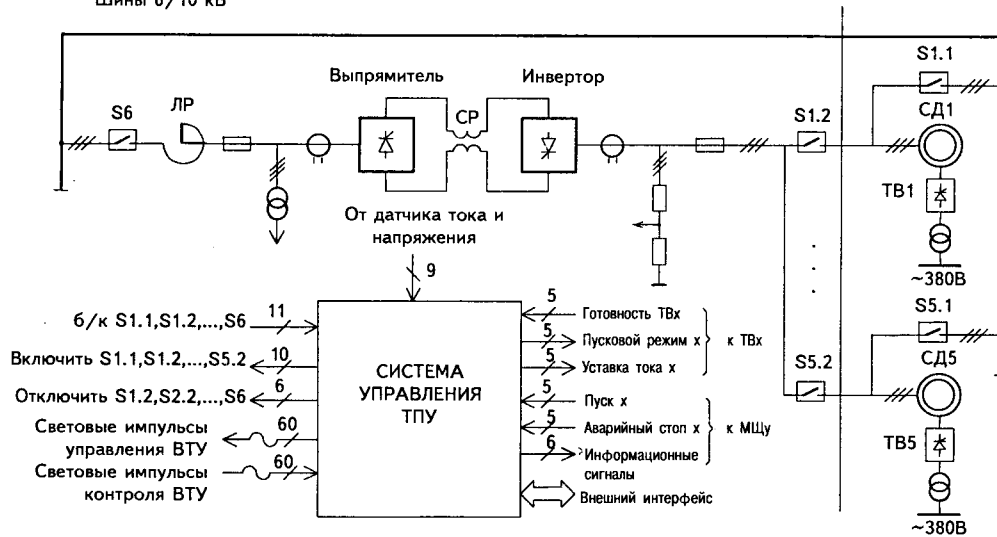 Шины 6/10 кВ
S1.1
Выпрямитель
Инвертор
S6
ЛР
СР
S1.2
СД1
ТВ1
~380В
От датчика тока и
напряжения
9
б/к S1.1,S1.2,...,S6
11
Включить S1.1,S1.2,...,S5.2
10
Отключить S1.2,S2.2,...,S6
6
Световые импульсы
управления ВТУ
60
Световые импульсы
контроля ВТУ
60
СИСТЕМА
УПРАВЛЕНИЯ
ТПУ
5
Готовность ТВх
5
Пусковой режим х
к ТВх
5
Уставка тока х
5
Пуск х
5
Аварийный стоп х
к МЩу
6
Информационные
сигналы
Внешний интерфейс
S5.1
S5.2
СД5
ТВ5
~380В